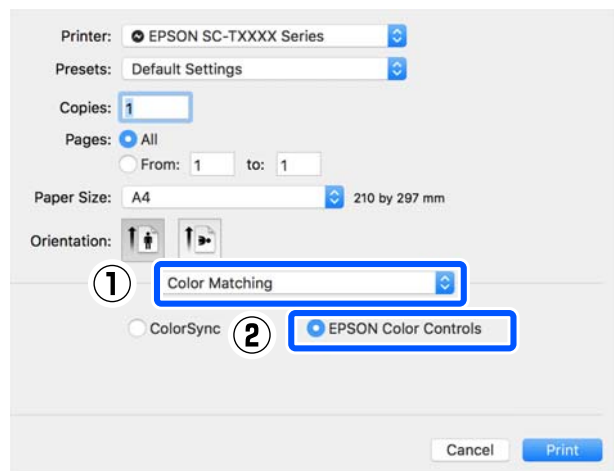 Printer: EPSON SC-TXXXX Series
Presets: Default Settings
Copies: 1
Pages: All
From: 1 to: 1
Paper Size: A4 210 by 297 mm
Orientation:
1 Color Matching
ColorSync 2 EPSON Color Controls
Cancel Print